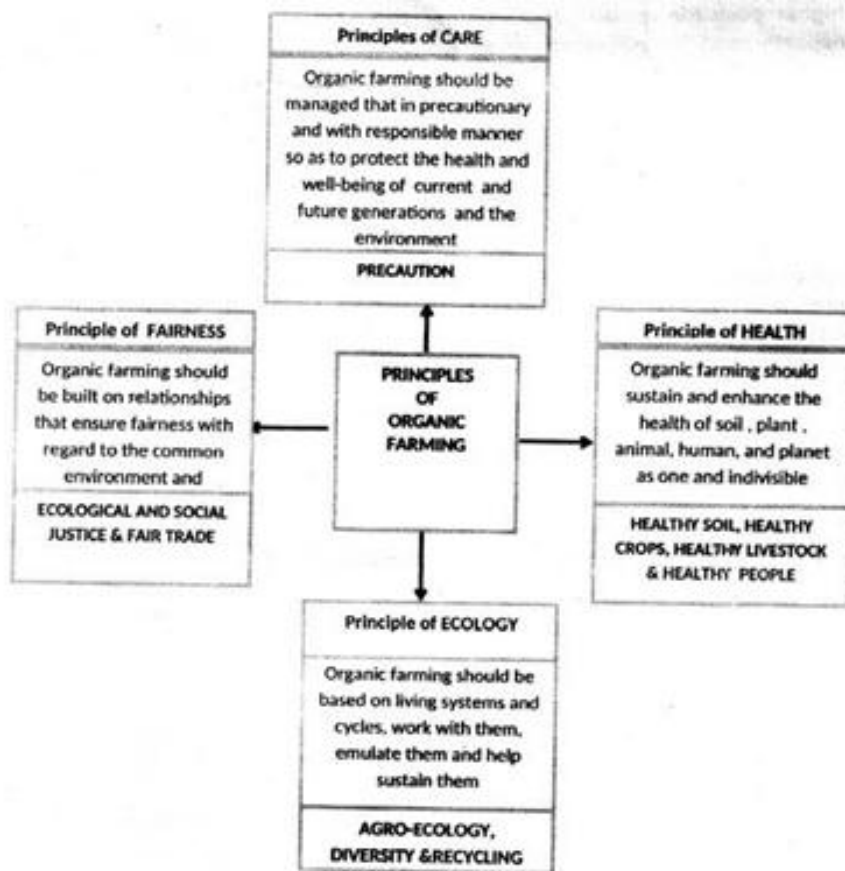 Principles of CARE
Organic farming should be
managed that in precautionary
and with responsible manner
so as to protect the health and
well-being of current and
future generations and the
environment
PRECAUTION
Principle of FAIRNESS
Organic farming should
be built on relationships
that ensure fairness with
regard to the common
environment and
ECOLOGICAL AND SOCIAL
JUSTICE & FAIR TRADE
PRINCIPLES
OF
ORGANIC
FARMING
Principle of HEALTH
Organic farming should
sustain and enhance the
health of soil , plant ,
animal, human, and planet
as one and indivisible
HEALTHY SOIL, HEALTHY
CROPS, HEALTHY LIVESTOCK
& HEALTHY PEOPLE
Principle of ECOLOGY
Organic farming should be
based on living systems and
cycles, work with them,
emulate them and help
sustain them
AGRO-ECOLOGY,
DIVERSITY &RECYCLING